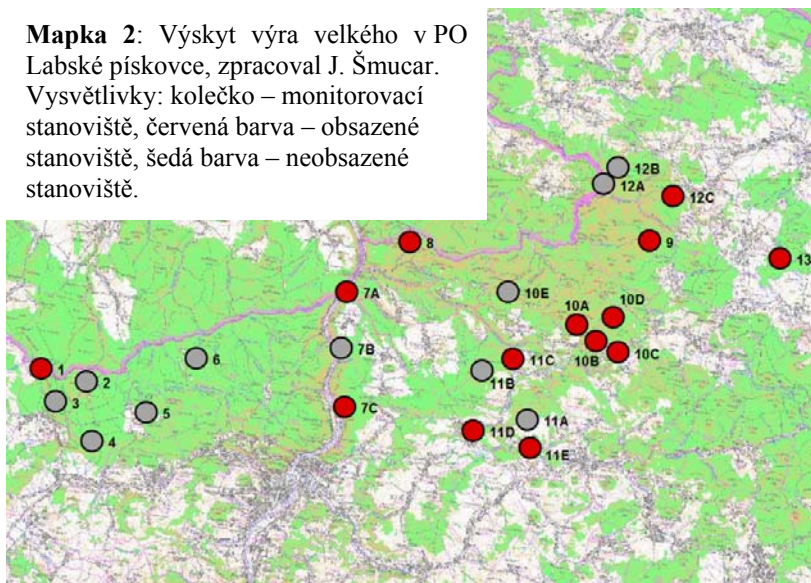 Mapka 2: Výskyt výra velkého v PO
Labské pískovce, zpracoval J. Šmucar.
Vysvětlivky: kolečko – monitorovací
stanoviště, červená barva – obsazené
stanoviště, šedá barva – neobsazené
stanoviště.
12B
12A
12C
8
9
13
7A
10E
10D
10A
7B
10B
10C
6
11C
1
2
11B
3
5
7C
11A
4
11D
11E